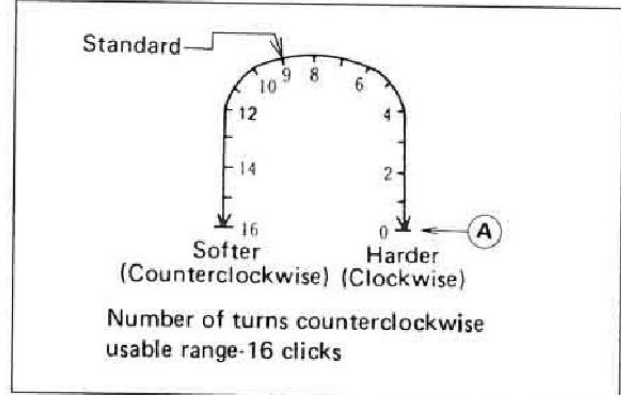 Standard
10 9 8 6
12 4
14 2
16 0 A
Softer Harder
(Counterclockwise) (Clockwise)
Number of turns counterclockwise
usable range-16 clicks